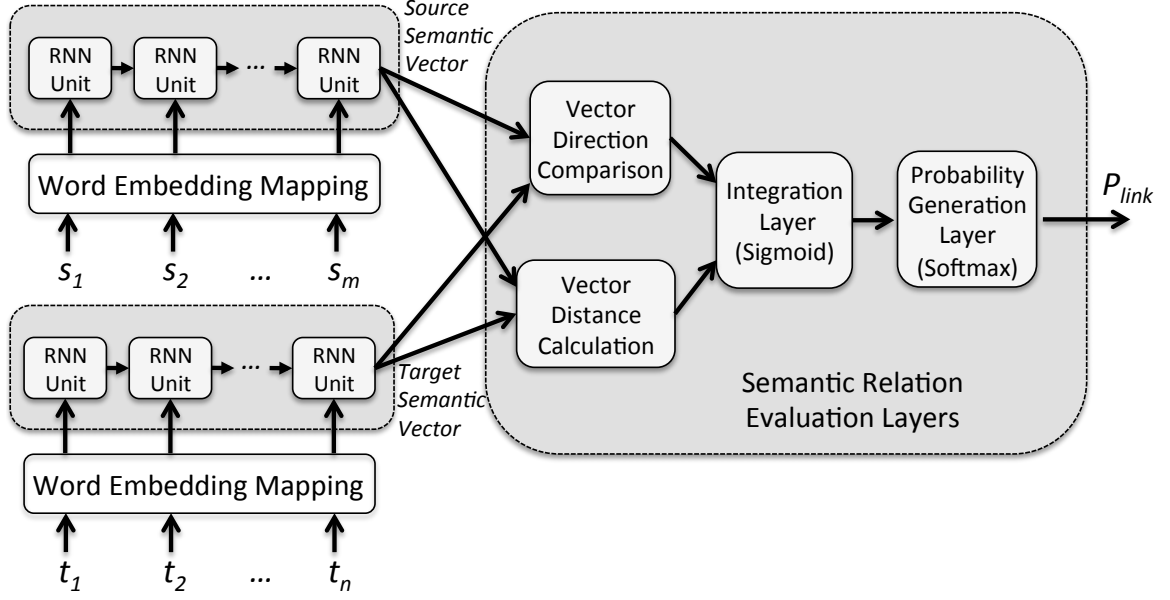 Source
Semantic
Vector
RNN
Unit
RNN
Unit
...
RNN
Unit
Word Embedding Mapping
s1
s2
...
sm
RNN
Unit
RNN
Unit
...
RNN
Unit
Target
Semantic
Vector
Word Embedding Mapping
t1
t2
...
tn
Vector
Direction
Comparison
Vector
Distance
Calculation
Integration
Layer
(Sigmoid)
Probability
Generation
Layer
(Softmax)
Plink
Semantic Relation
Evaluation Layers